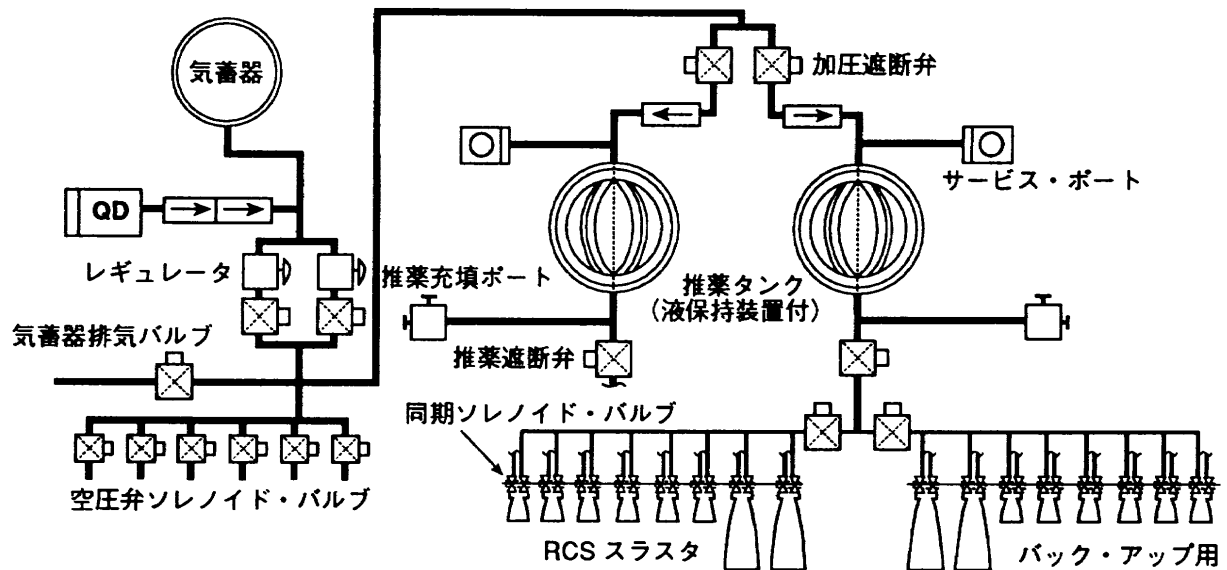 気蓄器
加圧遮断弁
サービス・ポート
QD
レギュレータ
推薬充填ポート
推薬タンク
(液保持装置付)
気蓄器排気バルブ
推薬遮断弁
同期ソレノイド・バルブ
空圧弁ソレノイド・バルブ
RCS スラスタ
バック・アップ用